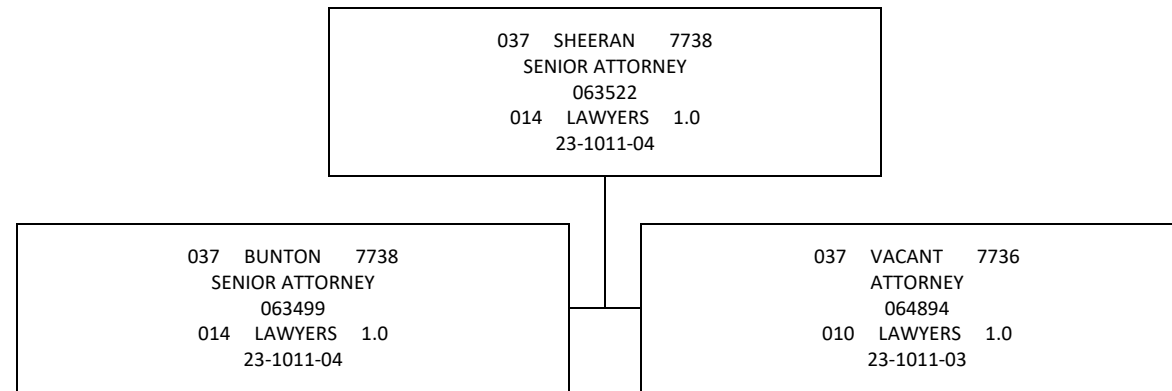 037 SHEERAN 7738
SENIOR ATTORNEY
063522
014 LAWYERS 1.0
23-1011-04
037 BUNTON 7738
SENIOR ATTORNEY
063499
014 LAWYERS 1.0
23-1011-04
037 VACANT 7736
ATTORNEY
064894
010 LAWYERS 1.0
23-1011-03